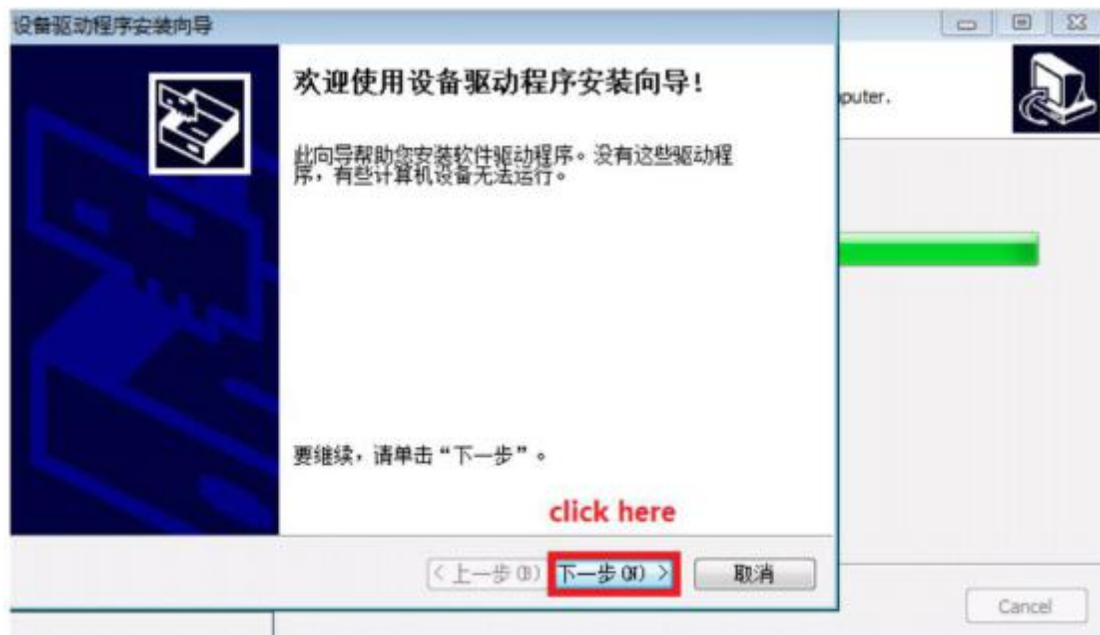 设备驱动程序安装向导
欢迎使用设备驱动程序安装向导!
puter.
此向导帮助您安装软件驱动程序。没有这些驱动程
序，有些计算机设备无法运行。
要继续，请单击“下一步”。
click here
<上一步(B) 下一步(N) > 取消
Cancel